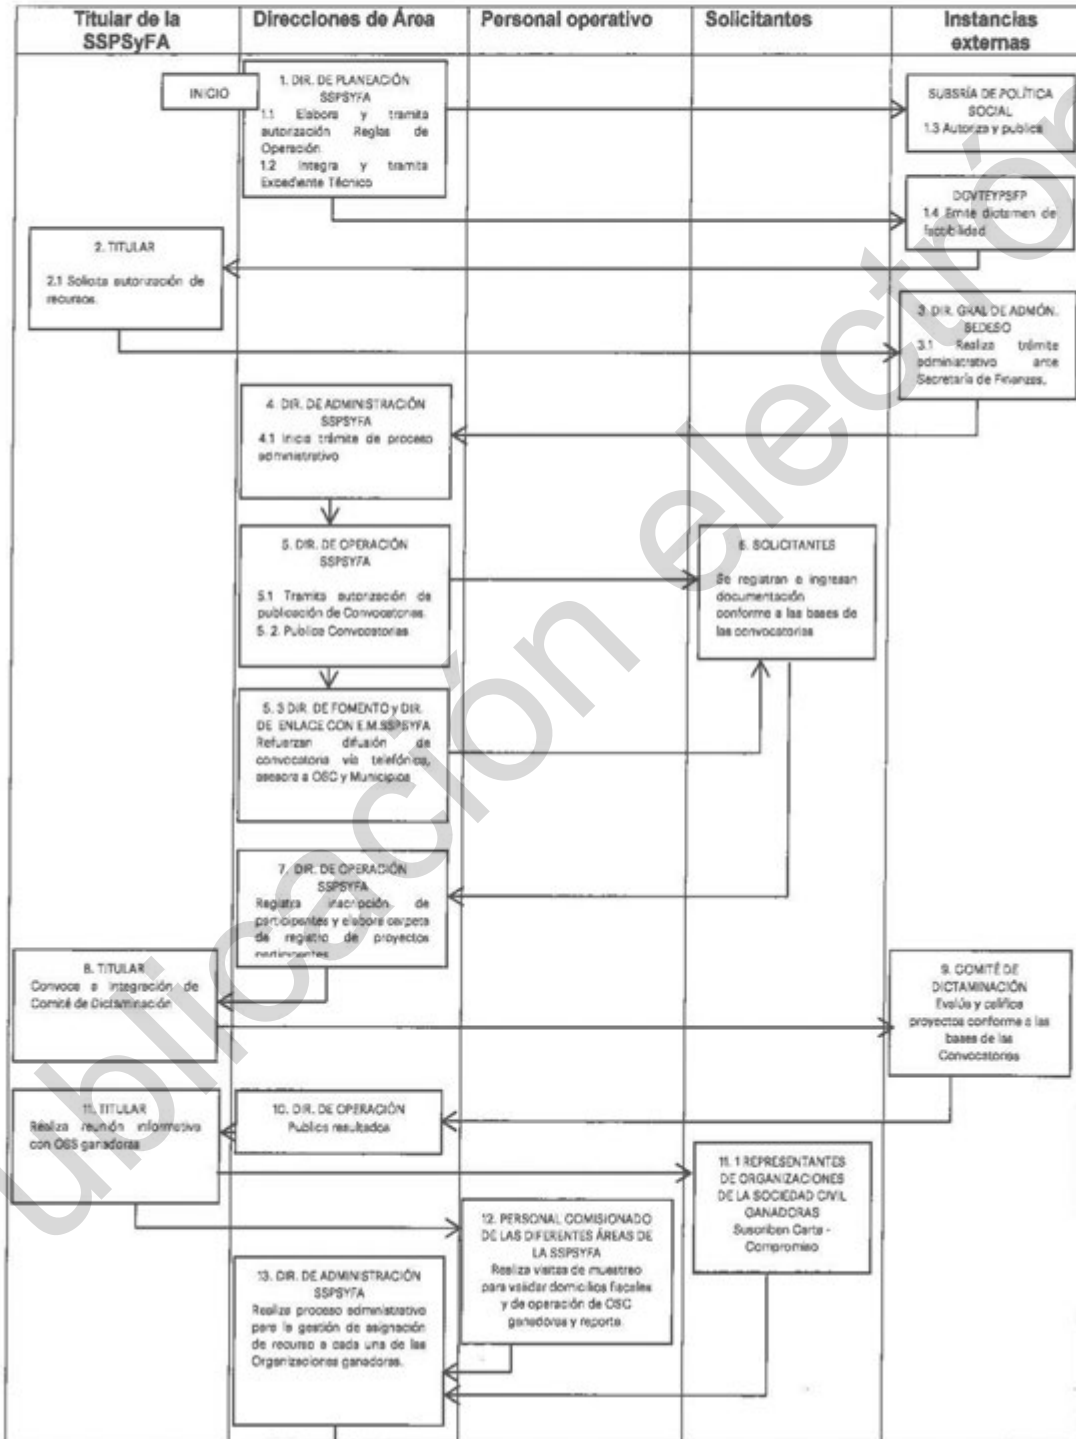 Titular de la
SSPSyFA
Direcciones de Área
Personal operativo
Solicitantes
Instancias
externas
INICIO
1. DIR. DE PLANEACIÓN
SSPSYFA
1.1 Elabora y tramita
autorización Reglas de
Operación.
1.2 Integra y tramita
Expediente Técnico
SUBSRÍA DE POLÍTICA
SOCIAL
1.3 Autoriza y publica
DGVTEYPSFP
1.4 Emite dictamen de
factibilidad
2. TITULAR
2.1 Solicita autorización de
recursos.
3. DIR. GRAL DE ADMÓN.
SEDESO
3.1 Realiza trámite
administrativo ante
Secretaría de Finanzas.
4. DIR. DE ADMINISTRACIÓN
SSPSYFA
4.1 Inicia trámite de proceso
administrativo
5. DIR. DE OPERACIÓN
SSPSYFA
5.1 Tramita autorización de
publicación de Convocatorias.
5. 2. Publica Convocatorias
6. SOLICITANTES
Se registran e ingresan
documentación
conforme a las bases de
las convocatorias
5. 3 DIR. DE FOMENTO y DIR.
DE ENLACE CON E.M.SSPSYFA
Refuerzan difusión de
convocatoria vía telefónica,
asesora a OSC y Municipios
7. DIR. DE OPERACIÓN
SSPSYFA
Registra inscripción de
participantes y elabora carpeta
de registro de proyectos
participantes
8. TITULAR
Convoca a integración de
Comité de Dictaminación
9. COMITÉ DE
DICTAMINACIÓN
Evalúa y califica
proyectos conforme a las
bases de las
Convocatorias
11. TITULAR
Realiza reunión informativa
con OSS ganadoras
10. DIR. DE OPERACIÓN
Publica resultados
11. 1 REPRESENTANTES
DE ORGANIZACIONES
DE LA SOCIEDAD CIVIL
GANADORAS
Suscriben Carta -
Compromiso
12. PERSONAL COMISIONADO
DE LAS DIFERENTES ÁREAS DE
LA SSPSYFA
Realiza visitas de muestreo
para validar domicilios fiscales
y de operación de OSC
ganadoras y reporta.
13. DIR. DE ADMINISTRACIÓN
SSPSYFA
Realiza proceso administrativo
para la gestión de asignación
de recurso a cada una de las
Organizaciones ganadoras.
ublicación electrón